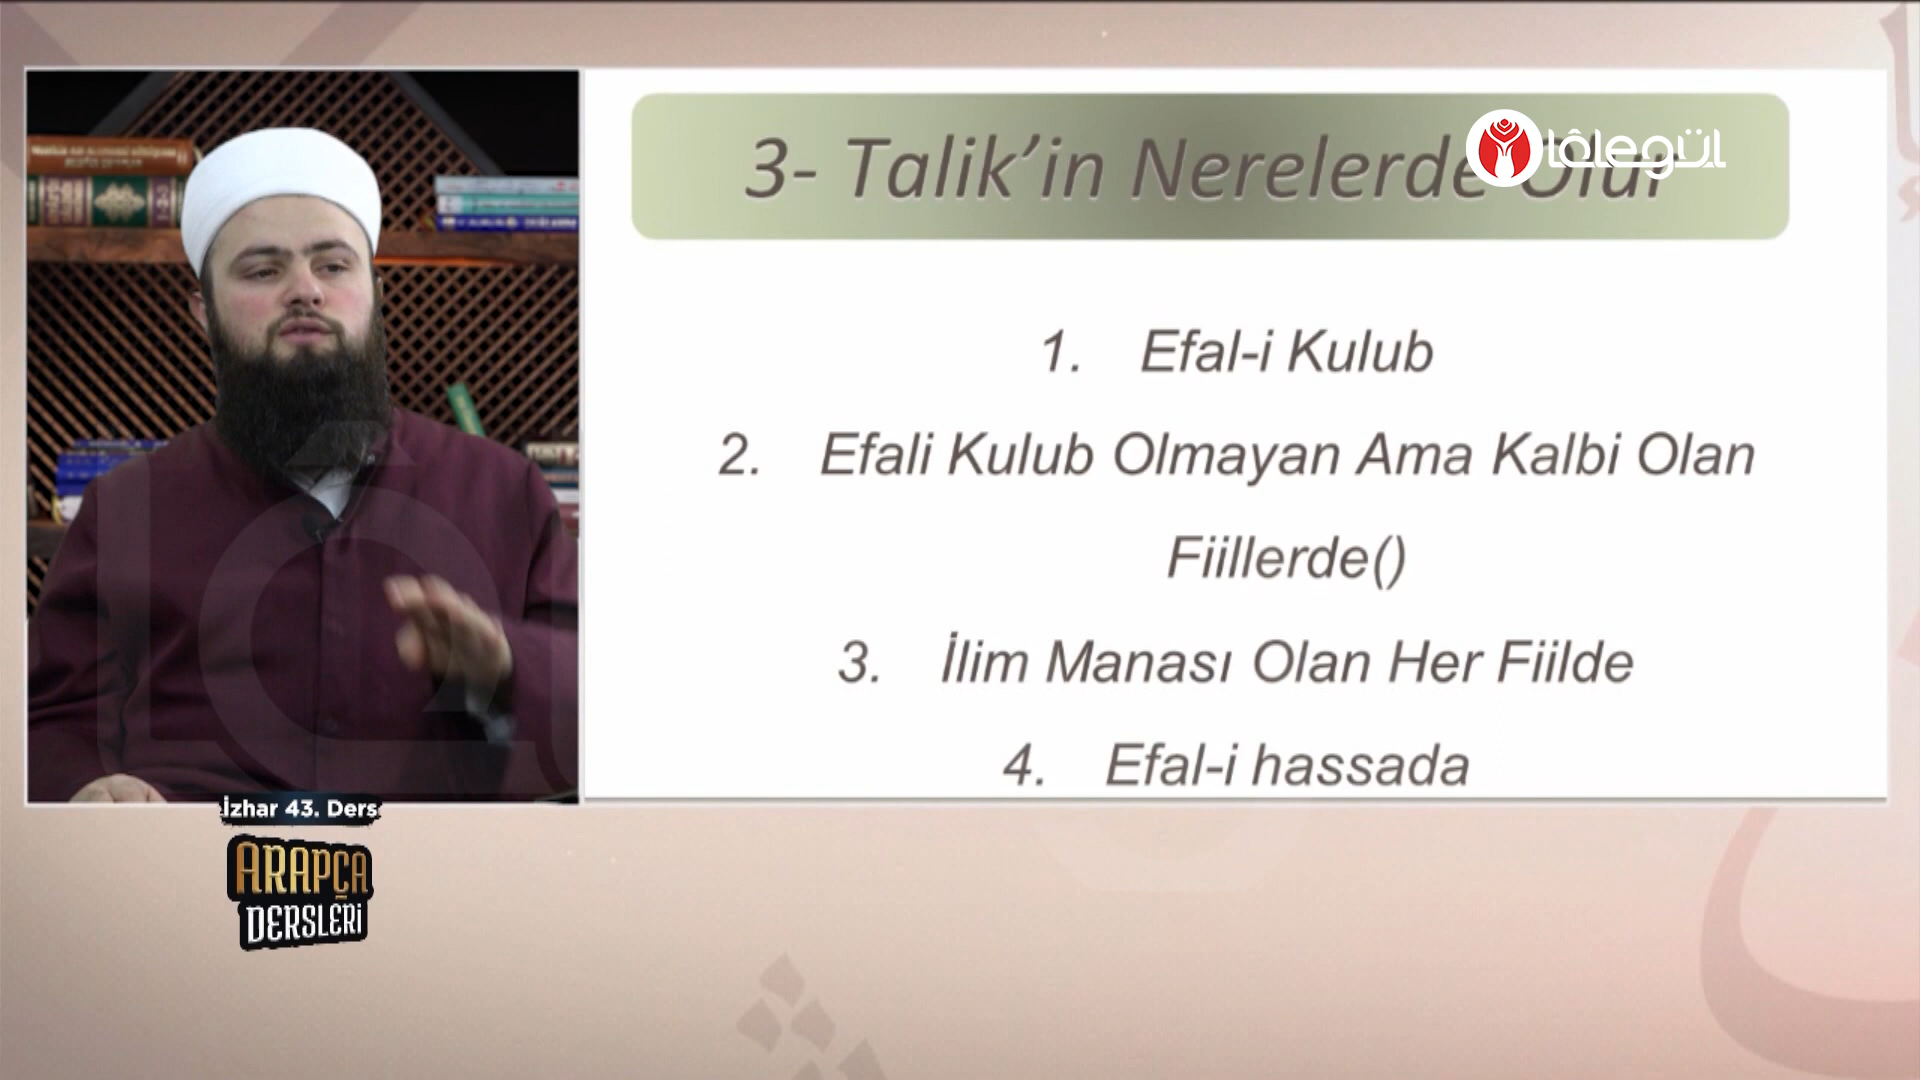 3- Talik’in Nerelerde Olur
lâlegül
1. Efal-i Kulub
2. Efali Kulub Olmayan Ama Kalbi Olan
Fiillerde()
3. İlim Manası Olan Her Fiilde
4. Efal-i hassada
İzhar 43. Ders
ARAPÇA
DERSLERİ